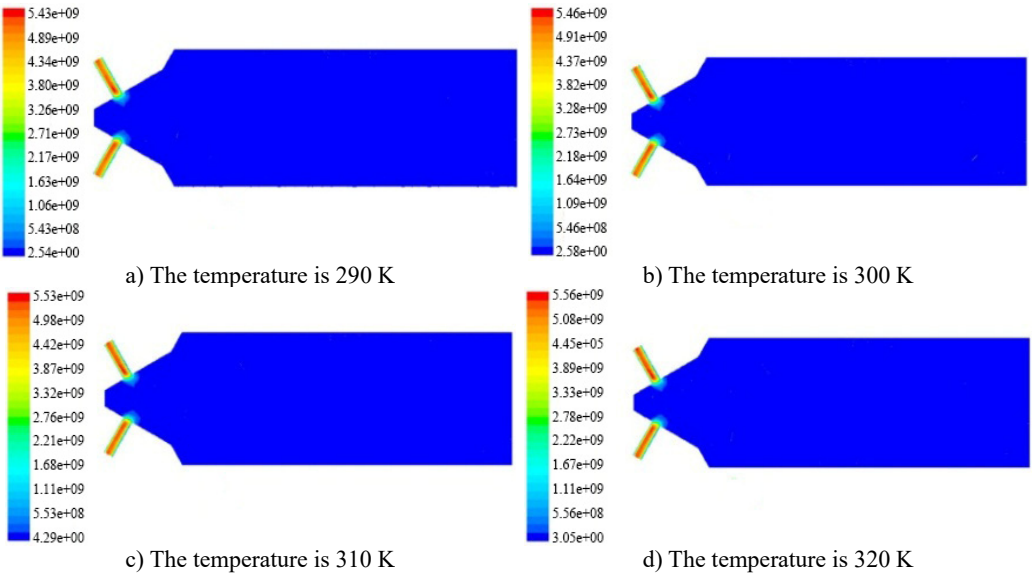 5.43e+09
4.89e+09
4.34e+09
3.80e+09
3.26e+09
2.71e+09
2.17e+09
1.63e+09
1.06e+09
5.43e+08
2.54e+00
a) The temperature is 290 K
5.46e+09
4.91e+09
4.37e+09
3.82e+09
3.28e+09
2.73e+09
2.18e+09
1.64e+09
1.09e+09
5.46e+08
2.58e+00
b) The temperature is 300 K
5.53e+09
4.98e+09
4.42e+09
3.87e+09
3.32e+09
2.76e+09
2.21e+09
1.68e+09
1.11e+09
5.53e+08
4.29e+00
c) The temperature is 310 K
5.56e+09
5.08e+09
4.45e+05
3.89e+09
3.33e+09
2.78e+09
2.22e+09
1.67e+09
1.11e+09
5.56e+08
3.05e+00
d) The temperature is 320 K